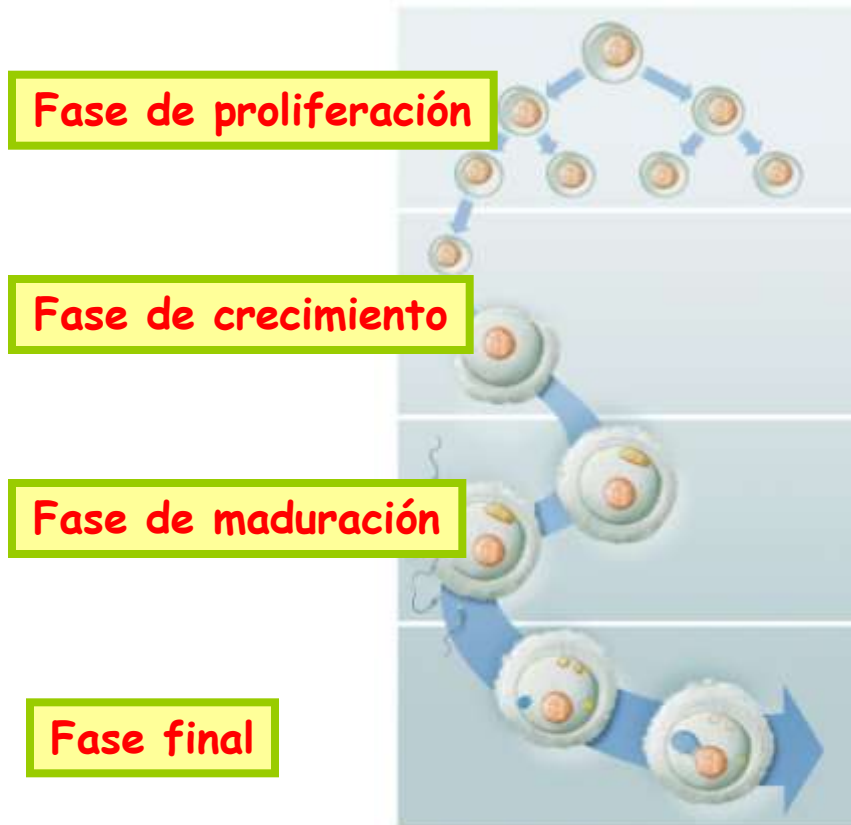 Fase de proliferación
Fase de crecimiento
Fase de maduración
Fase final